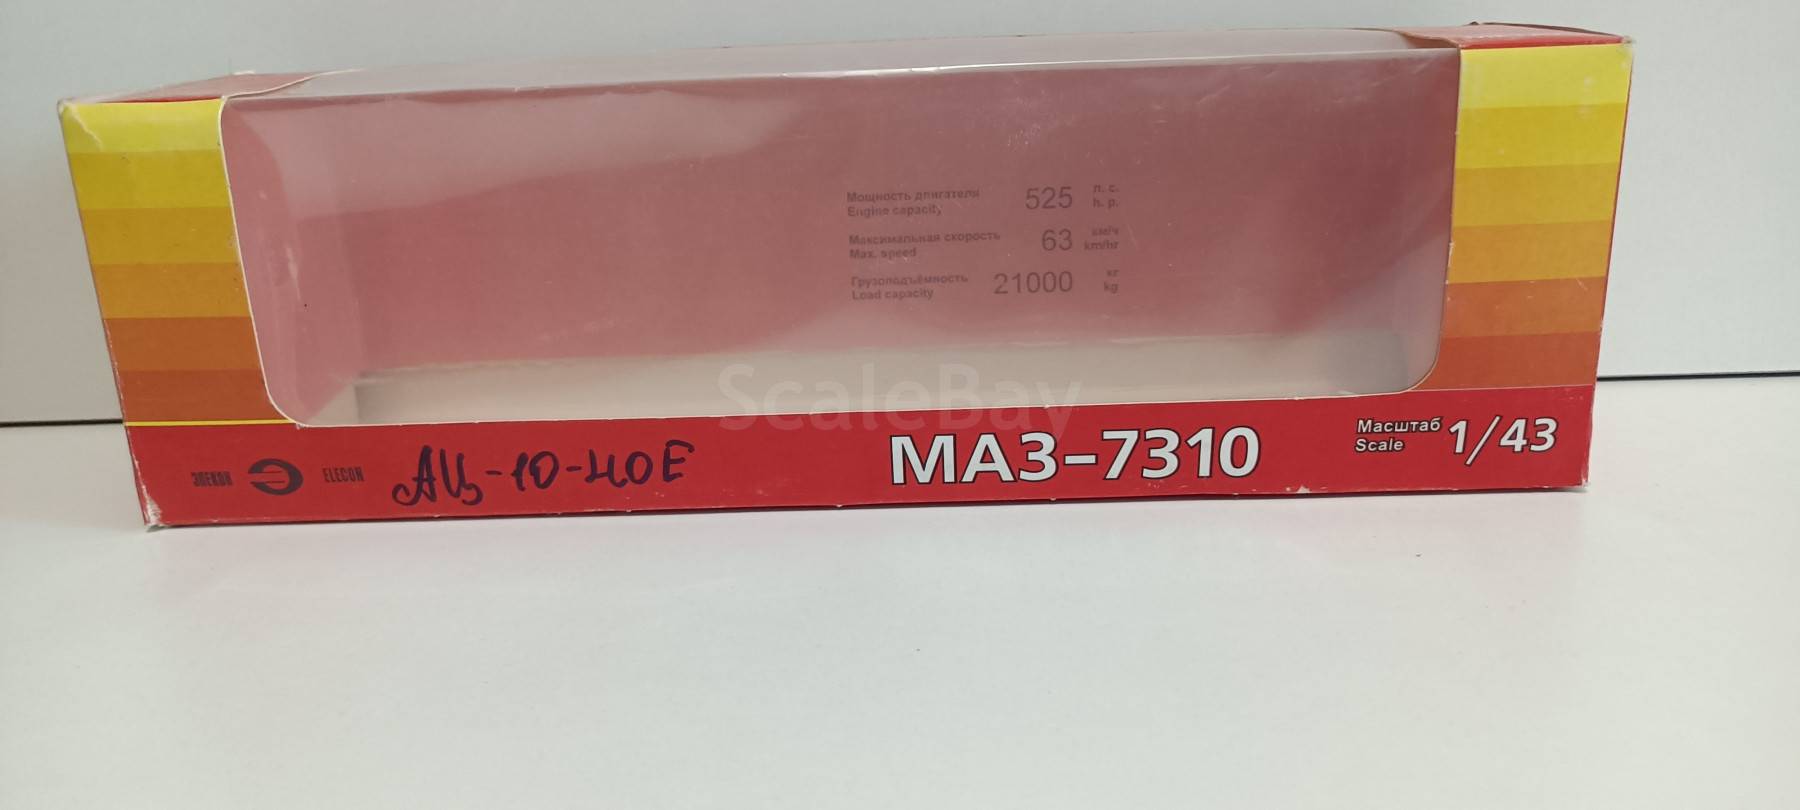 Мощность двигателя 525 л. с.
Engine capacity h. p.
Максимальная скорость 63 км/ч
Max. speed km/hr
Грузоподъёмность 21000 кг
Load capacity kg
ScaleBay
ЭЛЕКОН ELECON АЦ-10-40Е МАЗ-7310 Масштаб 1/43
Scale